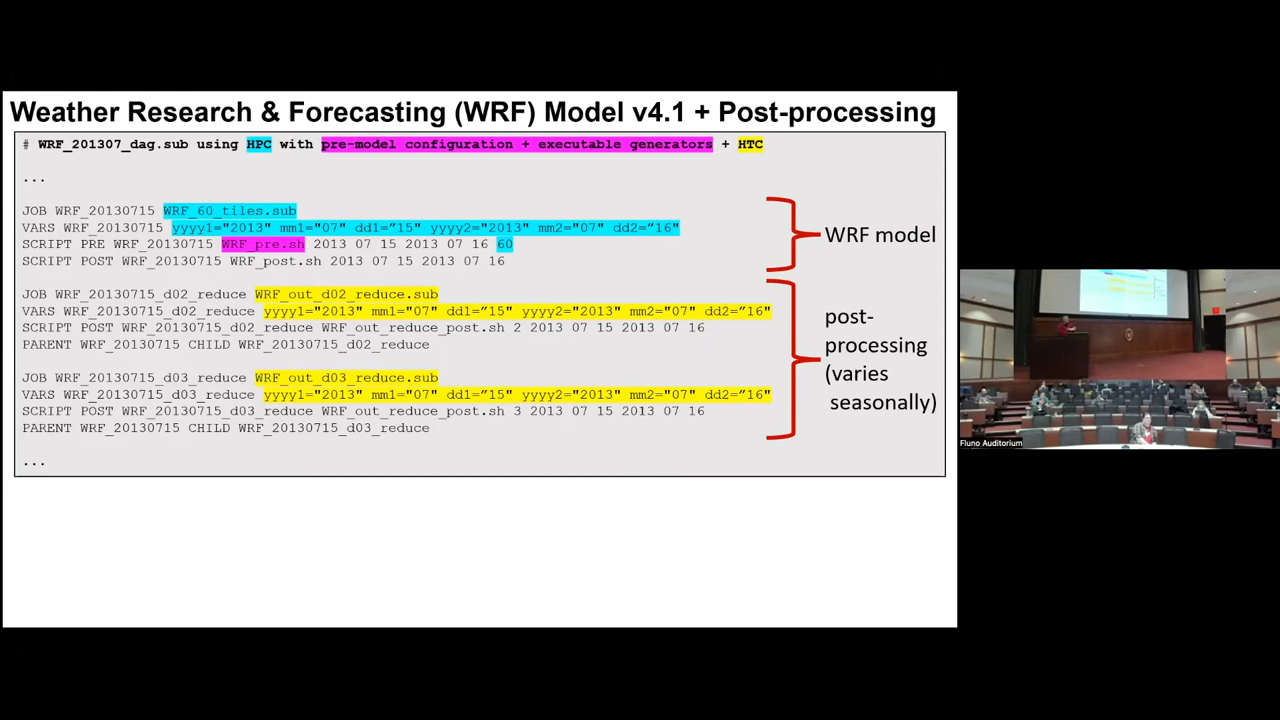 Weather Research & Forecasting (WRF) Model v4.1 + Post-processing
# WRF_201307_dag.sub using HPC with pre-model configuration + executable generators + HTC
...
JOB WRF_20130715 WRF_60_tiles.sub
VARS WRF_20130715 yyyy1="2013" mm1="07" dd1=”15" yyyy2="2013" mm2="07" dd2=”16"
SCRIPT PRE WRF_20130715 WRF_pre.sh 2013 07 15 2013 07 16 60
SCRIPT POST WRF_20130715 WRF_post.sh 2013 07 15 2013 07 16
WRF model
JOB WRF_20130715_d02_reduce WRF_out_d02_reduce.sub
VARS WRF_20130715_d02_reduce yyyy1="2013" mm1="07" dd1=”15" yyyy2="2013" mm2="07" dd2=”16"
SCRIPT POST WRF_20130715_d02_reduce WRF_out_reduce_post.sh 2 2013 07 15 2013 07 16
PARENT WRF_20130715 CHILD WRF_20130715_d02_reduce
JOB WRF_20130715_d03_reduce WRF_out_d03_reduce.sub
VARS WRF_20130715_d03_reduce yyyy1="2013" mm1="07" dd1=”15" yyyy2="2013" mm2="07" dd2=”16"
SCRIPT POST WRF_20130715_d03_reduce WRF_out_reduce_post.sh 3 2013 07 15 2013 07 16
PARENT WRF_20130715 CHILD WRF_20130715_d03_reduce
post-
processing
(varies
seasonally)
...
Fluno Auditorium